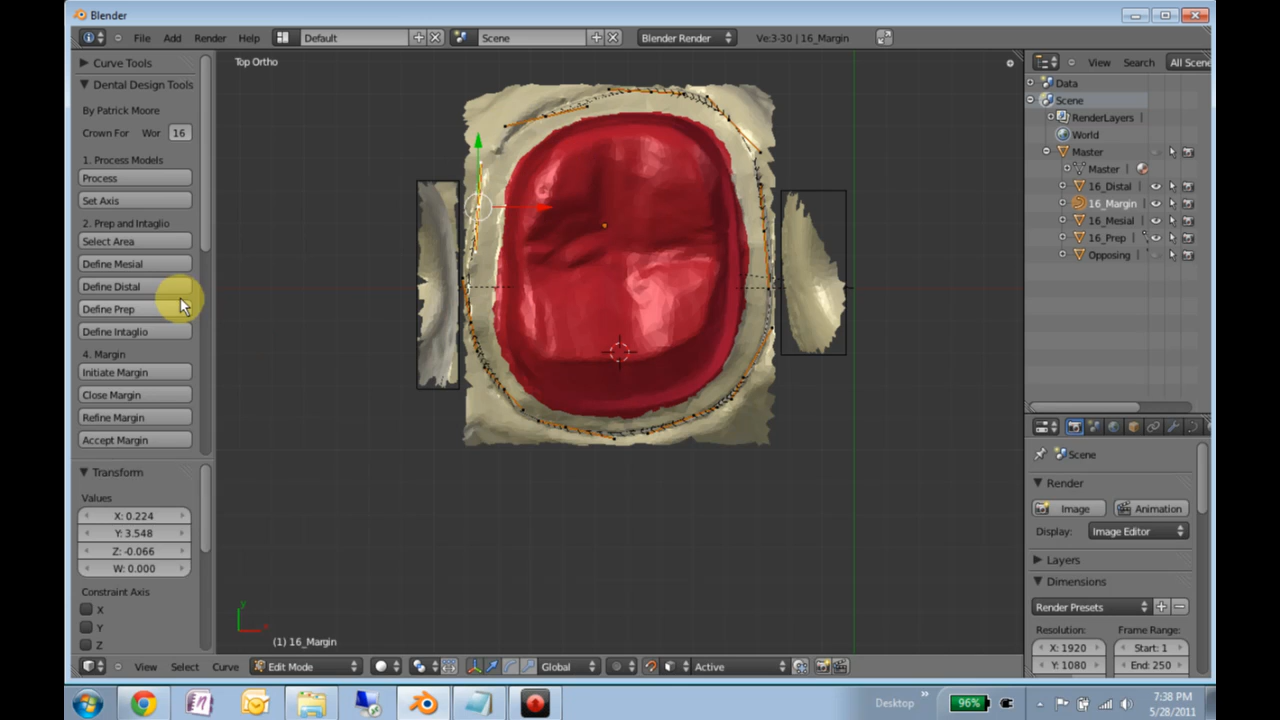 Blender
File Add Render Help Default Scene Blender Render Ve:3-30 | 16_Margin
Curve Tools
Dental Design Tools
By Patrick Moore
Crown For Wor 16
1. Process Models
Process
Set Axis
2. Prep and Intaglio
Select Area
Define Mesial
Define Distal
Define Prep
Define Intaglio
4. Margin
Initiate Margin
Close Margin
Refine Margin
Accept Margin
Transform
Values
X: 0.224
Y: 3.548
Z: -0.066
W: 0.000
Constraint Axis
X
Y
Z
Top Ortho
y
(1) 16_Margin
View Select Curve Edit Mode Global Active
View Search All Scene
Data
Scene
RenderLayers
World
Master
Master
16_Distal
16_Margin
16_Mesial
16_Prep
Opposing
Scene
Render
Image Animation
Display: Image Editor
Layers
Dimensions
Render Presets
Resolution: Frame Range:
X: 1920 Start: 1
Y: 1080 End: 250
Desktop » 96% 7:38 PM
5/28/2011